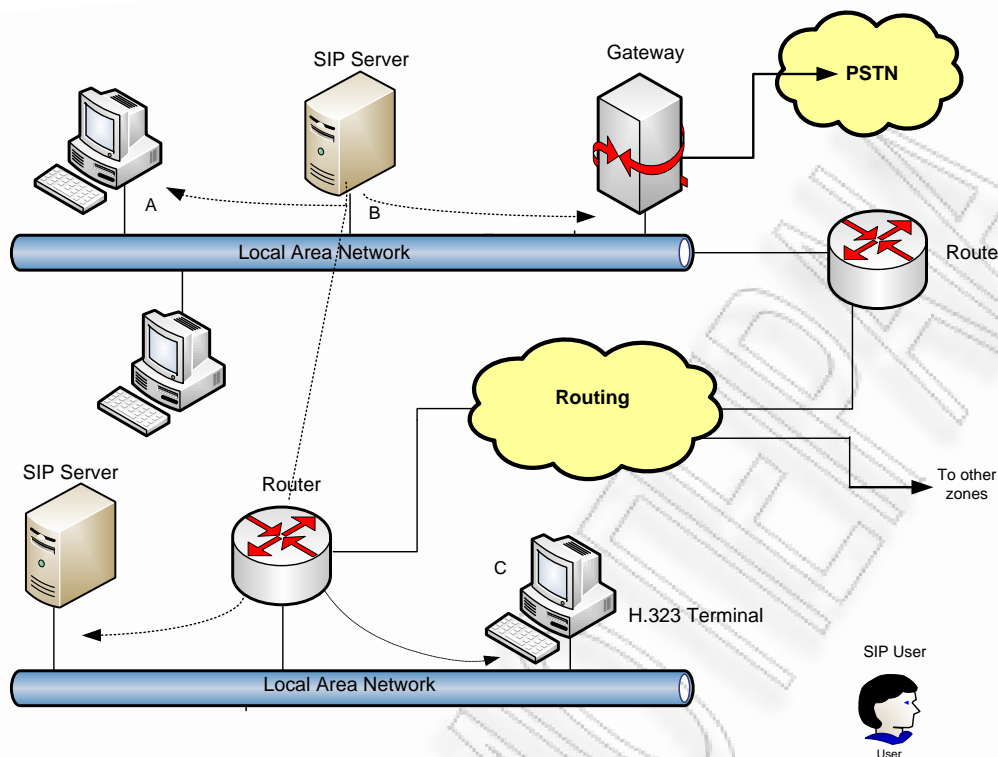 SIP Server
Gateway
PSTN
A
B
Local Area Network
Router
Routing
SIP Server
Router
To other
zones
C
H.323 Terminal
Local Area Network
SIP User
User